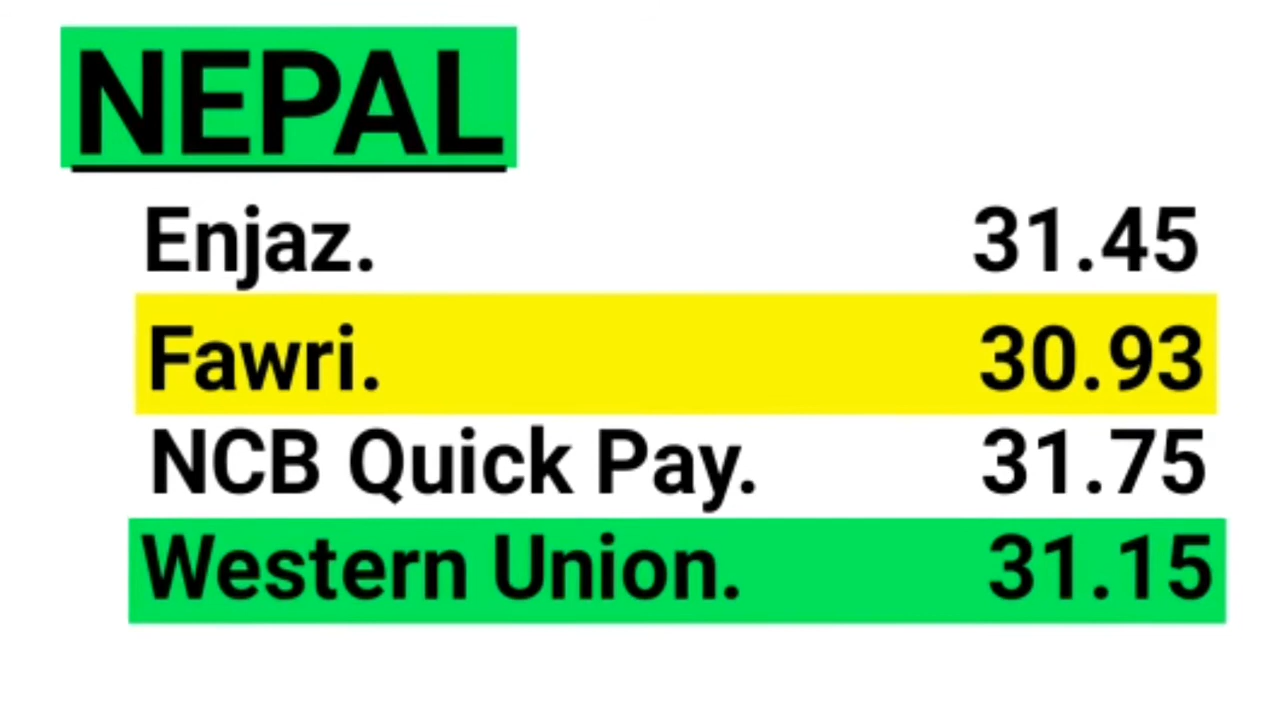 NEPAL
Enjaz. 31.45
Fawri. 30.93
NCB Quick Pay. 31.75
Western Union. 31.15